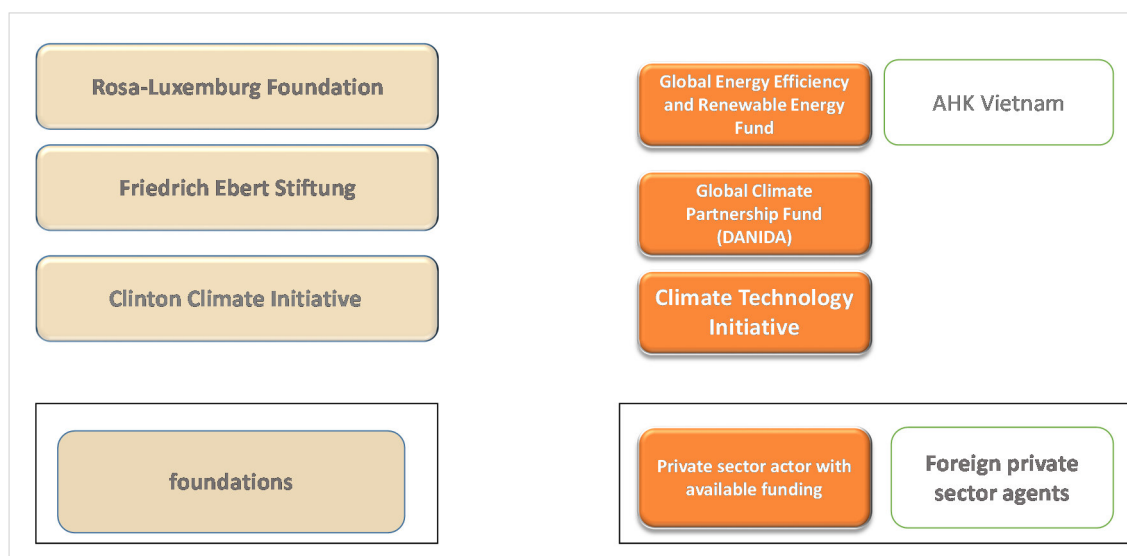 Rosa-Luxemburg Foundation
Friedrich Ebert Stiftung
Clinton Climate Initiative
foundations
Global Energy Efficiency
and Renewable Energy
Fund
AHK Vietnam
Global Climate
Partnership Fund
(DANIDA)
Climate Technology
Initiative
Private sector actor with
available funding
Foreign private
sector agents